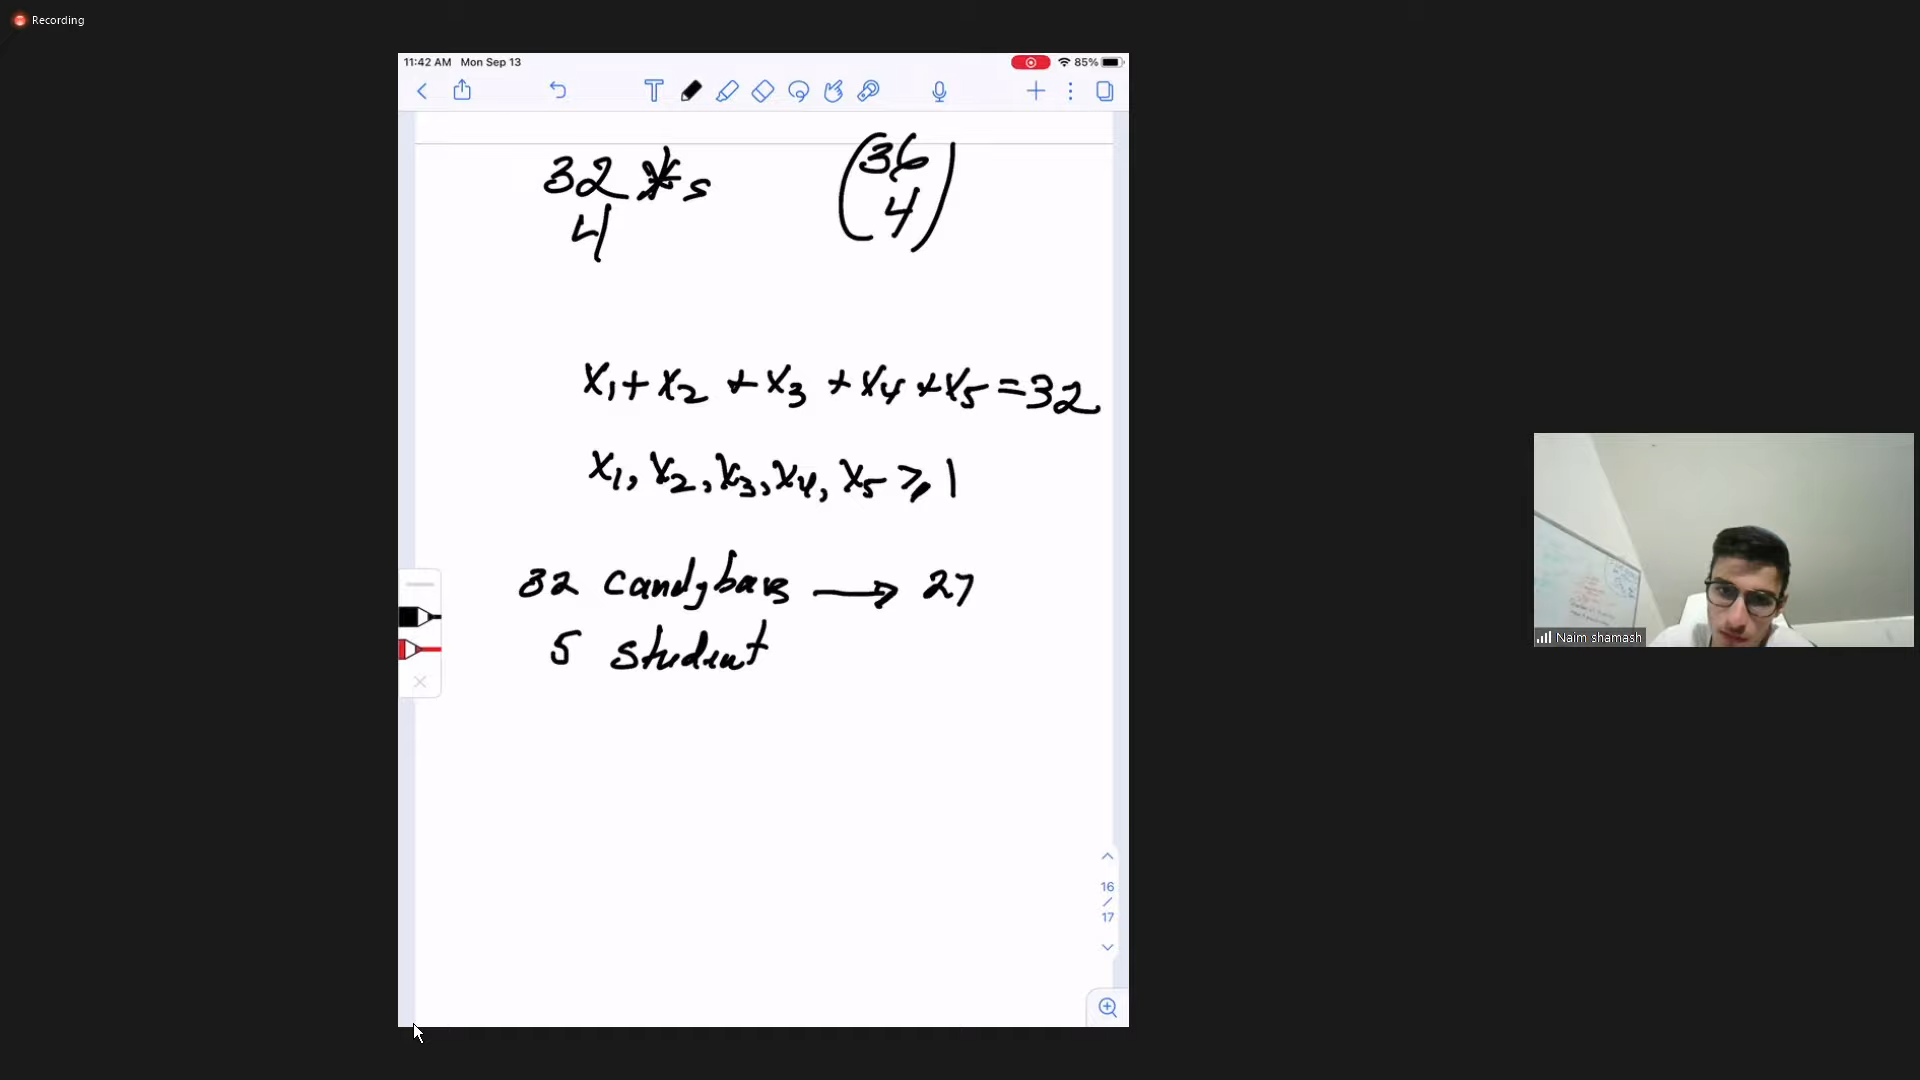 Recording
11:42 AM Mon Sep 13
85%
32 *s
4
(36
4)
x₁ + x₂ + x₃ + x₄ + x₅ = 32
x₁, x₂, x₃, x₄, x₅ ≥ 1
32 Candybars → 27
5 student
16
/
17
Naim shamash